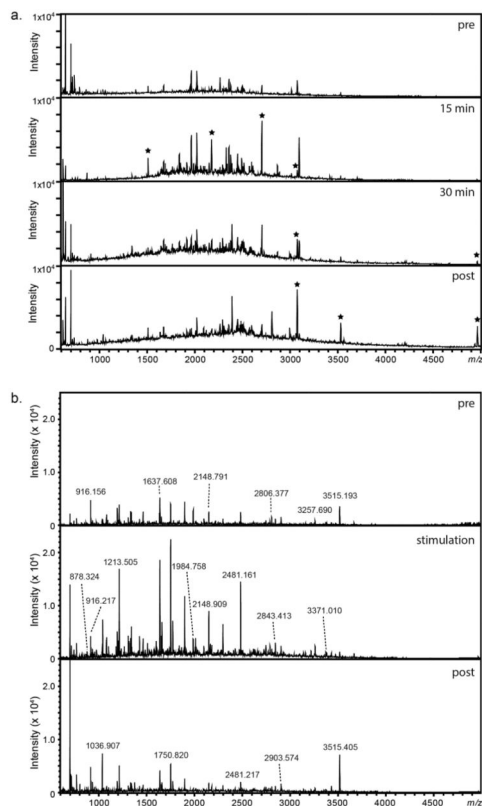 a.
pre
1x10⁴
Intensity
15 min
1x10⁴
Intensity
30 min
1x10⁴
Intensity
post
1x10⁴
Intensity
1000 1500 2000 2500 3000 3500 4000 4500 m/z
b.
pre
2.0
1.0
0.0
Intensity (x 10⁴)
916.156
1637.608
2148.791
2806.377
3257.690
3515.193
stimulation
2.0
1.0
0.0
Intensity (x 10⁴)
878.324
916.217
1213.505
1984.758
2148.909
2481.161
2843.413
3371.010
post
2.0
1.0
0.0
Intensity (x 10⁴)
1036.907
1750.820
2481.217
2903.574
3515.405
1000 1500 2000 2500 3000 3500 4000 4500 m/z